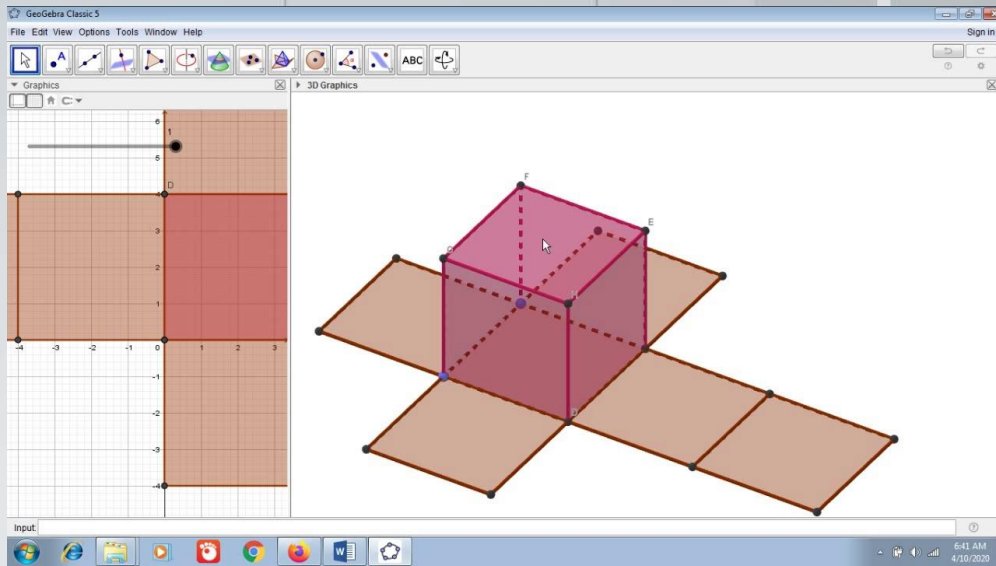 GeoGebra Classic 5
File Edit View Options Tools Window Help
Sign in
ABC
Graphics
3D Graphics
6
1
5
D
4
3
2
1
-4 -3 -2 -1 0 1 2 3
-1
-2
-3
-4
F
E
G
H
D
Input:
W
6:41 AM
4/10/2020